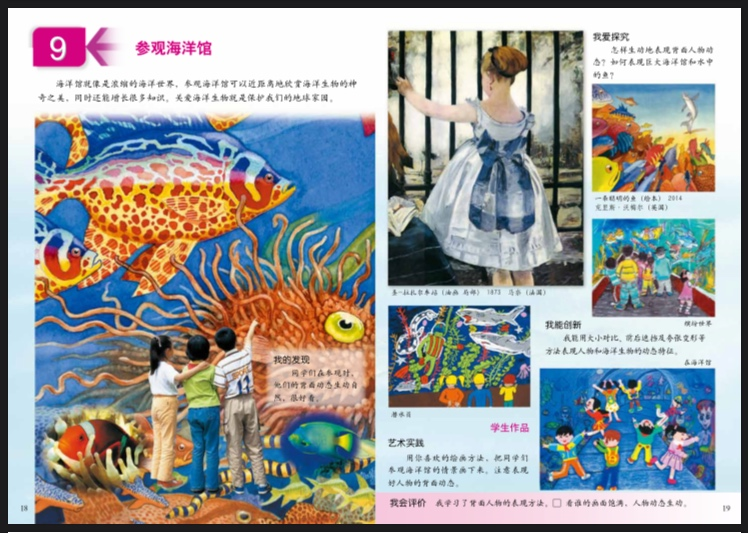 9
参观海洋馆
海洋馆就像是浓缩的海洋世界，参观海洋馆可以近距离地欣赏海洋生物的神
奇之美，同时还能增长很多知识。关爱海洋生物就是保护我们的地球家园。
我的发现
同学们在参观时，
他们的背面动态生动自
然，很好看。
18
圣-拉扎尔车站（油画 局部） 1873 马奈（法国）
我爱探究
怎样生动地表现背面人物动
态？如何表现巨大海洋馆和水中
的鱼？
一条聪明的鱼（绘本） 2014
克里斯·沃梅尔（英国）
缤纷世界
我能创新
我能用大小对比、前后遮挡及夸张变形等
方法表现人物和海洋生物的动态特征。
在海洋馆
潜水员
学生作品
艺术实践
用你喜欢的绘画方法，把同学们
参观海洋馆的情景画下来，注意表现
好人物的背面动态。
我会评价 我学习了背面人物的表现方法。□ 看谁的画面饱满，人物动态生动。
19